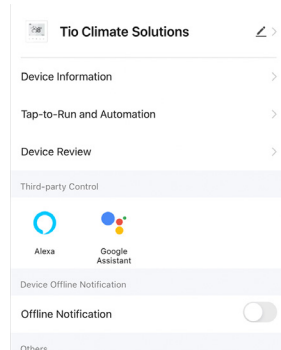 Tio Climate Solutions
Device Information
Tap-to-Run and Automation
Device Review
Third-party Control
Alexa
Google
Assistant
Device Offline Notification
Offline Notification
Others